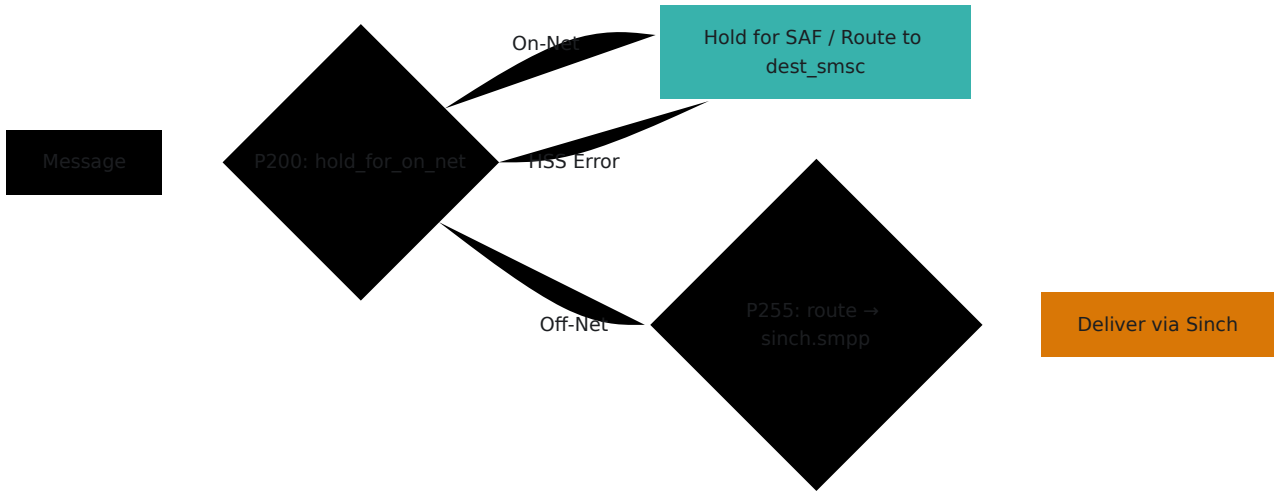 Message
P200: hold_for_on_net
On-Net
HSS Error
Off-Net
Hold for SAF / Route to
dest_smsc
P255: route →
sinch.smpp
Deliver via Sinch